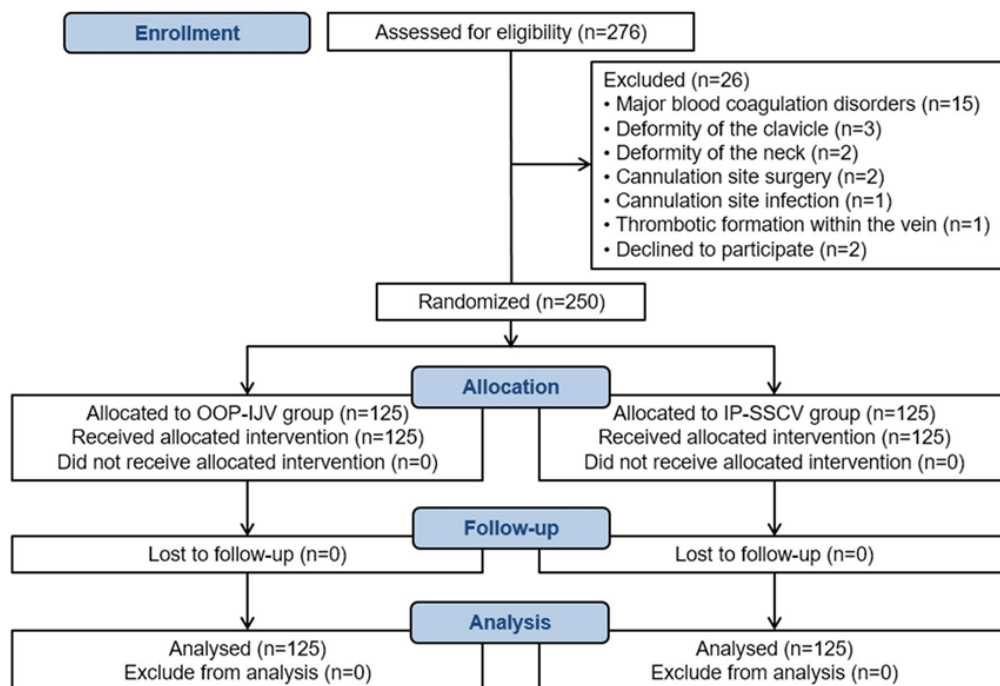 Enrollment
Assessed for eligibility (n=276)
Excluded (n=26)
• Major blood coagulation disorders (n=15)
• Deformity of the clavicle (n=3)
• Deformity of the neck (n=2)
• Cannulation site surgery (n=2)
• Cannulation site infection (n=1)
• Thrombotic formation within the vein (n=1)
• Declined to participate (n=2)
Randomized (n=250)
Allocation
Allocated to OOP-IJV group (n=125)
Received allocated intervention (n=125)
Did not receive allocated intervention (n=0)
Allocated to IP-SSCV group (n=125)
Received allocated intervention (n=125)
Did not receive allocated intervention (n=0)
Follow-up
Lost to follow-up (n=0)
Lost to follow-up (n=0)
Analysis
Analysed (n=125)
Exclude from analysis (n=0)
Analysed (n=125)
Exclude from analysis (n=0)